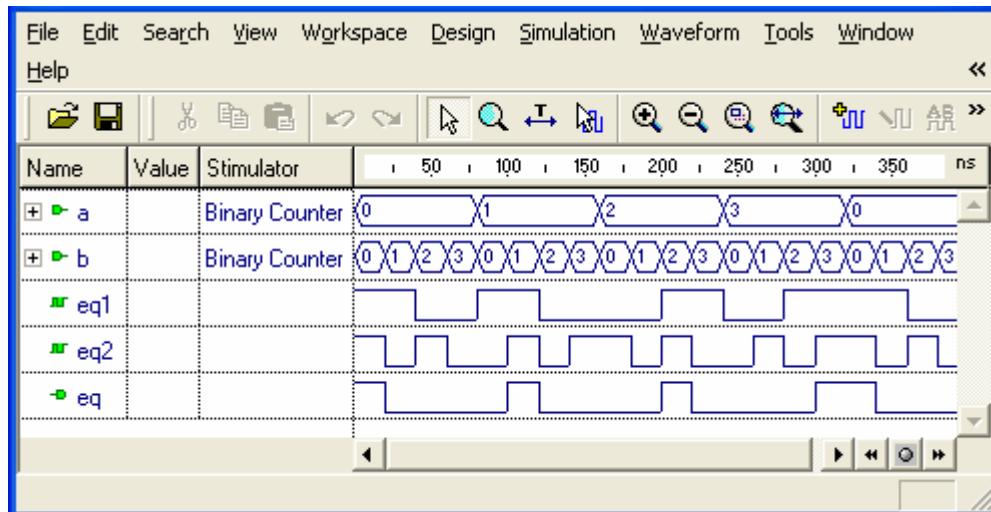 File Edit Search View Workspace Design Simulation Waveform Tools Window
Help
Name Value Stimulator 50 100 150 200 250 300 350 ns
a Binary Counter 0 1 2 3 0
b Binary Counter 0 1 2 3 0 1 2 3 0 1 2 3 0 1 2 3 0 1 2 3
eq1
eq2
eq